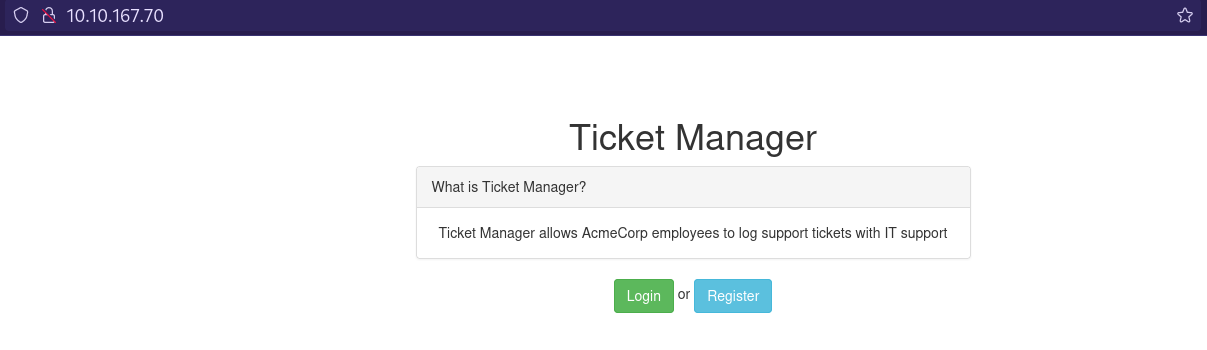 10.10.167.70
Ticket Manager
What is Ticket Manager?
Ticket Manager allows AcmeCorp employees to log support tickets with IT support
Login or Register